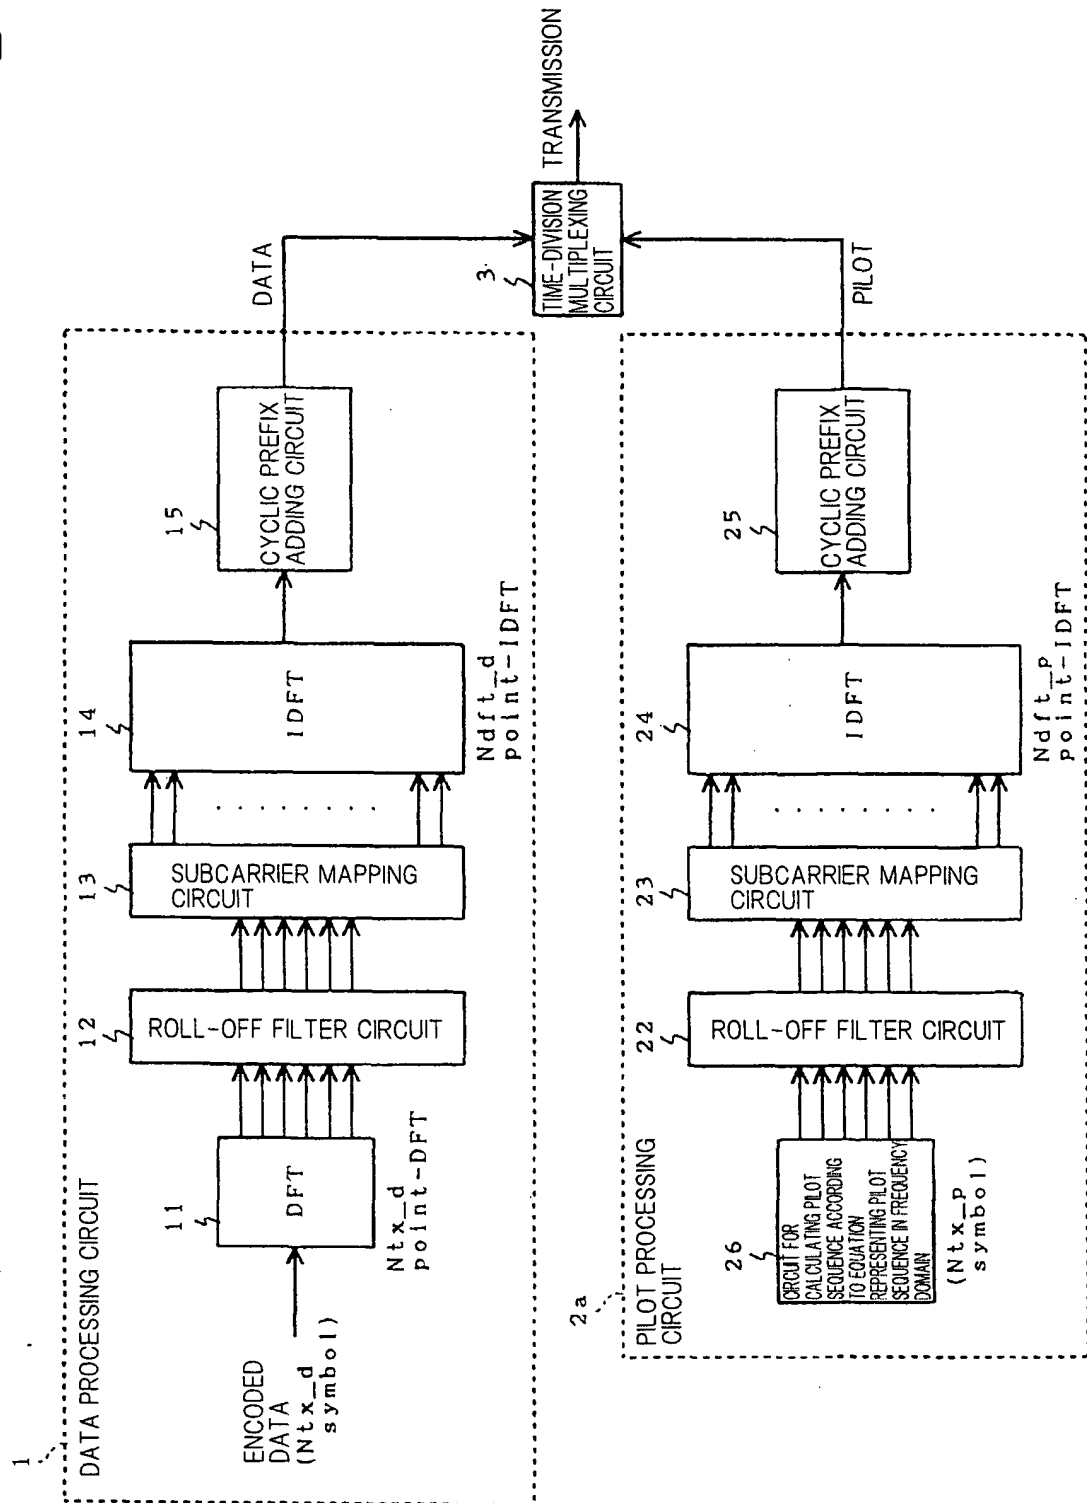 1
DATA PROCESSING CIRCUIT
ENCODED
DATA
(Ntx_d
symbol)
11
DFT
Ntx_d
point-DFT
12
ROLL-OFF FILTER CIRCUIT
13
SUBCARRIER MAPPING
CIRCUIT
14
IDFT
Ndft_d
point-IDFT
15
CYCLIC PREFIX
ADDING CIRCUIT
DATA
3
TIME-DIVISION
MULTIPLEXING
CIRCUIT
TRANSMISSION
2a
PILOT PROCESSING
CIRCUIT
26
CIRCUIT FOR
CALCULATING PILOT
SEQUENCE ACCORDING
TO EQUATION
REPRESENTING PILOT
SEQUENCE IN FREQUENCY
DOMAIN
(Ntx_p
symbol)
22
ROLL-OFF FILTER CIRCUIT
23
SUBCARRIER MAPPING
CIRCUIT
24
IDFT
Ndft_p
point-IDFT
25
CYCLIC PREFIX
ADDING CIRCUIT
PILOT